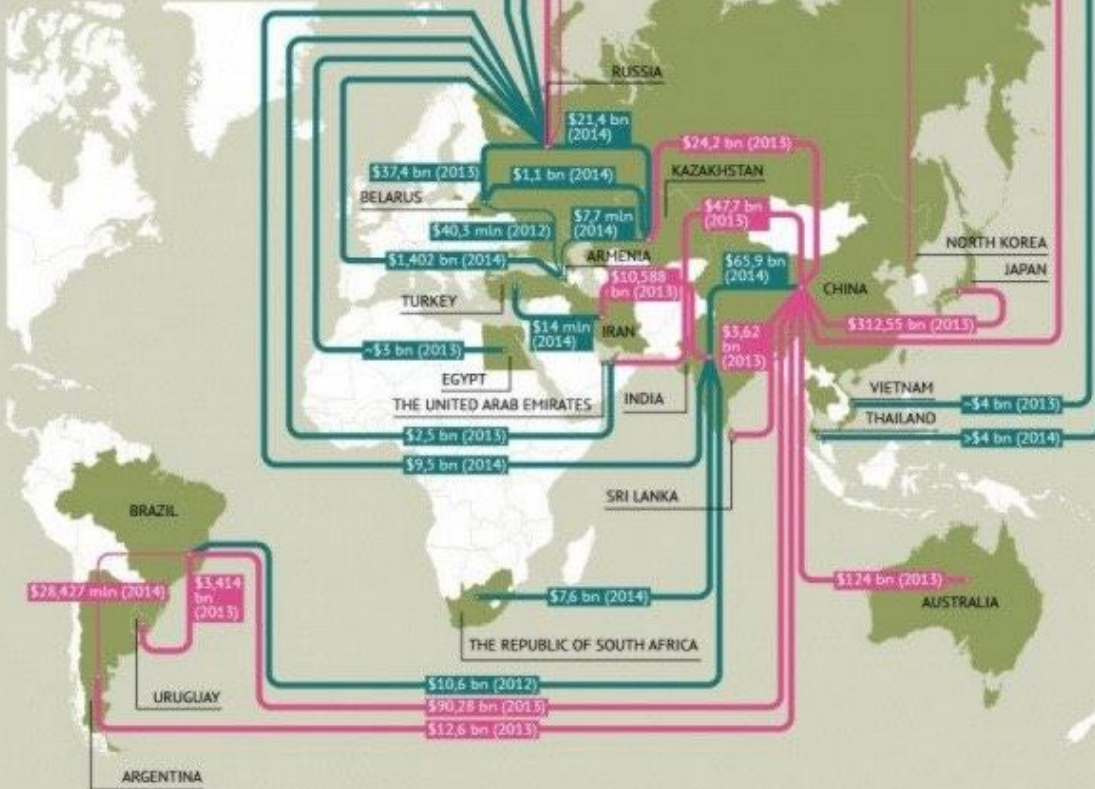 RUSSIA
$21,4 bn
(2014)
$24,2 bn (2013)
$37,4 bn (2013)
$1,1 bn (2014)
KAZAKHSTAN
BELARUS
$47,7 bn
(2013)
$7,7 mln
(2014)
$40,3 mln (2012)
NORTH KOREA
ARMENIA
$1,402 bn (2014)
$65,9 bn
(2014)
JAPAN
$10,588
bn (2013)
CHINA
TURKEY
$312,55 bn (2013)
$14 mln
(2014)
IRAN
$3,62
bn
(2013)
~$3 bn (2013)
EGYPT
VIETNAM
THE UNITED ARAB EMIRATES
INDIA
~$4 bn (2013)
THAILAND
$2,5 bn (2013)
>$4 bn (2014)
$9,5 bn (2014)
SRI LANKA
BRAZIL
$28,427 mln (2014)
$3,414
bn
(2013)
$124 bn (2013)
$7,6 bn (2014)
AUSTRALIA
THE REPUBLIC OF SOUTH AFRICA
$10,6 bn (2012)
URUGUAY
$90,28 bn (2013)
$12,6 bn (2013)
ARGENTINA